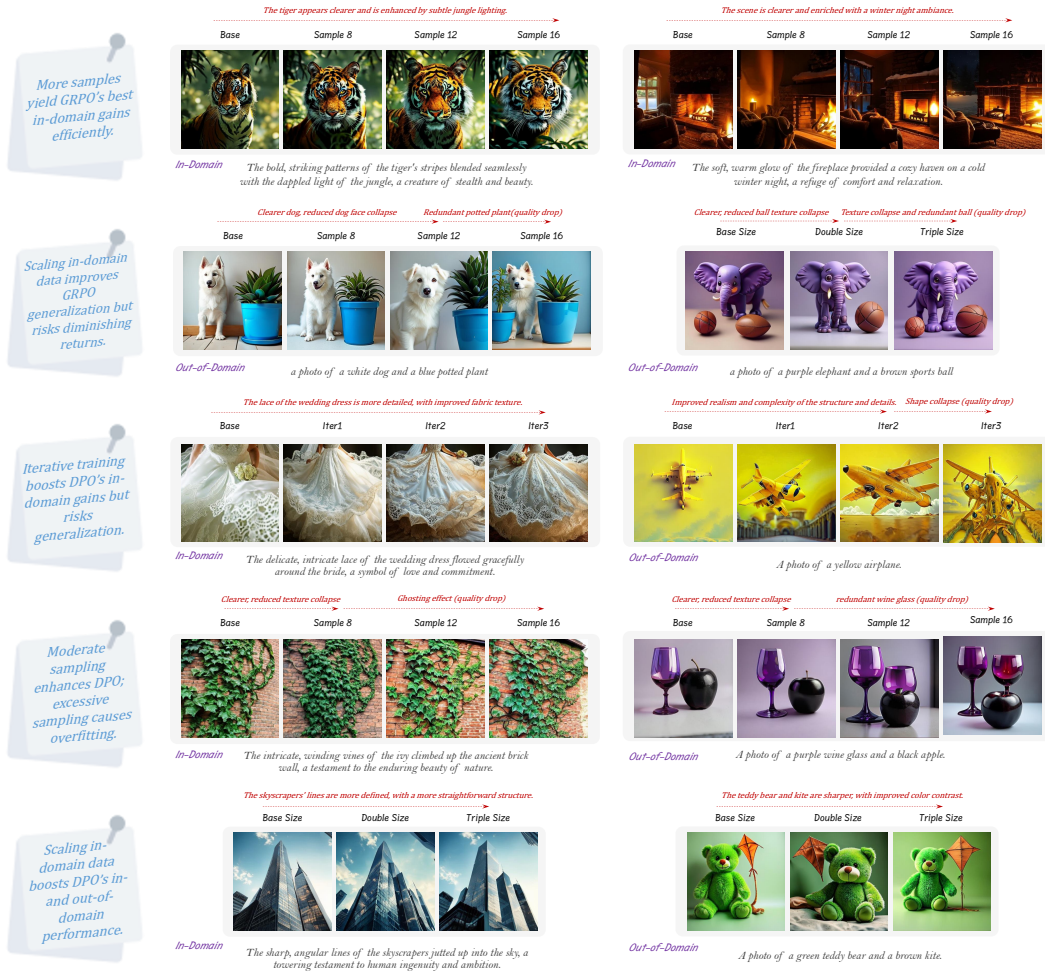 The tiger appears clearer and is enhanced by subtle jungle lighting.
Base
Sample 8
Sample 12
Sample 16
More samples
yield GRPO's best
in-domain gains
efficiently.
In-Domain
The bold, striking patterns of the tiger's stripes blended seamlessly
with the dappled light of the jungle, a creature of stealth and beauty.
The scene is clearer and enriched with a winter night ambiance.
Base
Sample 8
Sample 12
Sample 16
In-Domain
The soft, warm glow of the fireplace provided a cozy haven on a cold
winter night, a refuge of comfort and relaxation.
Clearer dog, reduced dog face collapse
Redundant potted plant(quality drop)
Base
Sample 8
Sample 12
Sample 16
Scaling in-domain
data improves
GRPO
generalization but
risks diminishing
returns.
Out-of-Domain
a photo of a white dog and a blue potted plant
Clearer, reduced ball texture collapse
Texture collapse and redundant ball (quality drop)
Base Size
Double Size
Triple Size
Out-of-Domain
a photo of a purple elephant and a brown sports ball
The lace of the wedding dress is more detailed, with improved fabric texture.
Base
Iter1
Iter2
Iter3
Iterative training
boosts DPO's in-
domain gains but
risks
generalization.
In-Domain
The delicate, intricate lace of the wedding dress flowed gracefully
around the bride, a symbol of love and commitment.
Improved realism and complexity of the structure and details.
Shape collapse (quality drop)
Base
Iter1
Iter2
Iter3
Out-of-Domain
A photo of a yellow airplane.
Clearer, reduced texture collapse
Ghosting effect (quality drop)
Base
Sample 8
Sample 12
Sample 16
Moderate
sampling
enhances DPO;
excessive
sampling causes
overfitting.
In-Domain
The intricate, winding vines of the ivy climbed up the ancient brick
wall, a testament to the enduring beauty of nature.
Clearer, reduced texture collapse
redundant wine glass (quality drop)
Base
Sample 8
Sample 12
Sample 16
Out-of-Domain
A photo of a purple wine glass and a black apple.
The skyscrapers' lines are more defined, with a more straightforward structure.
Base Size
Double Size
Triple Size
Scaling in-
domain data
boosts DPO's in-
and out-of-
domain
performance.
In-Domain
The sharp, angular lines of the skyscrapers jutted up into the sky, a
towering testament to human ingenuity and ambition.
The teddy bear and kite are sharper, with improved color contrast.
Base Size
Double Size
Triple Size
Out-of-Domain
A photo of a green teddy bear and a brown kite.